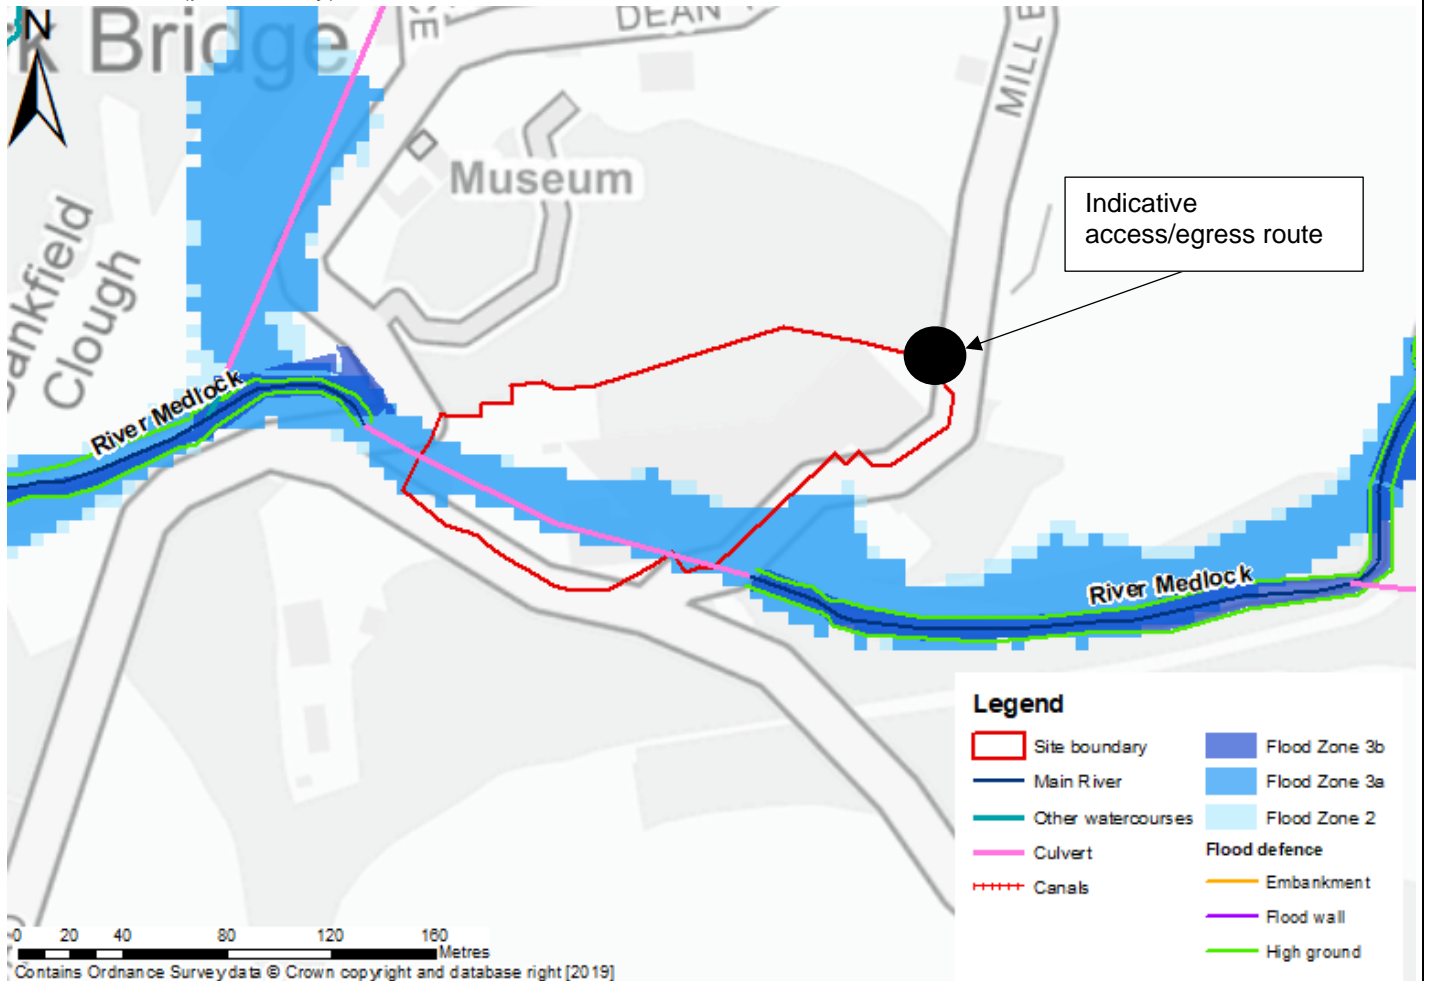 N
k Bridge
CE
DEAN
MILL B
Museum
Indicative
access/egress route
ankfield
Clough
River Medlock
River Medlock
Legend
Site boundary
Main River
Other watercourses
Culvert
Canals
Flood Zone 3b
Flood Zone 3a
Flood Zone 2
Flood defence
Embankment
Flood wall
High ground
0 20 40 80 120 160
Metres
Contains Ordnance Survey data © Crown copyright and database right [2019]